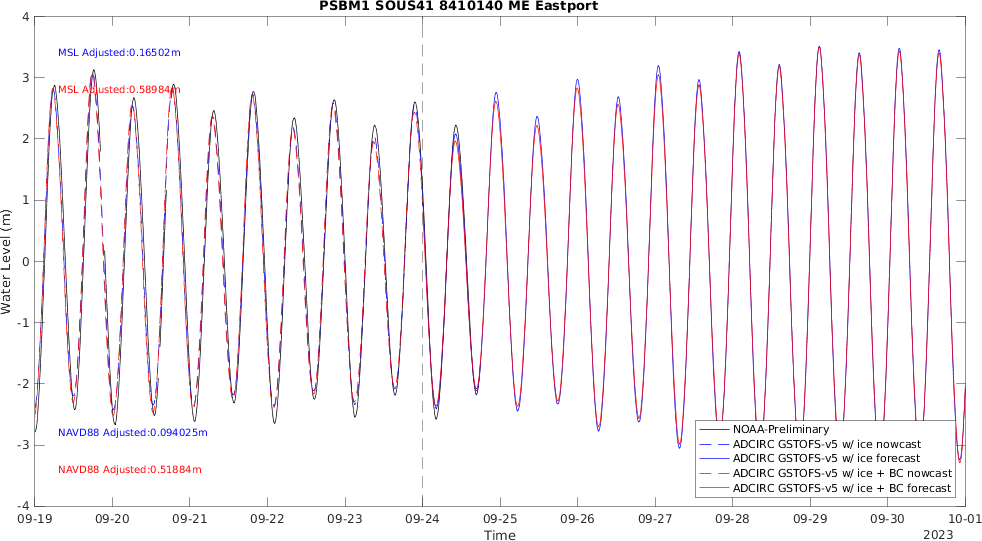 PSBM1 SOUS41 8410140 ME Eastport
4
3
2
1
0
-1
-2
-3
-4
Water Level (m)
MSL Adjusted:0.16502m
MSL Adjusted:0.58984m
NAVD88 Adjusted:0.094025m
NAVD88 Adjusted:0.51884m
NOAA-Preliminary
ADCIRC GSTOFS-v5 w/ ice nowcast
ADCIRC GSTOFS-v5 w/ ice forecast
ADCIRC GSTOFS-v5 w/ ice + BC nowcast
ADCIRC GSTOFS-v5 w/ ice + BC forecast
09-19 09-20 09-21 09-22 09-23 09-24 09-25 09-26 09-27 09-28 09-29 09-30 10-01
Time
2023